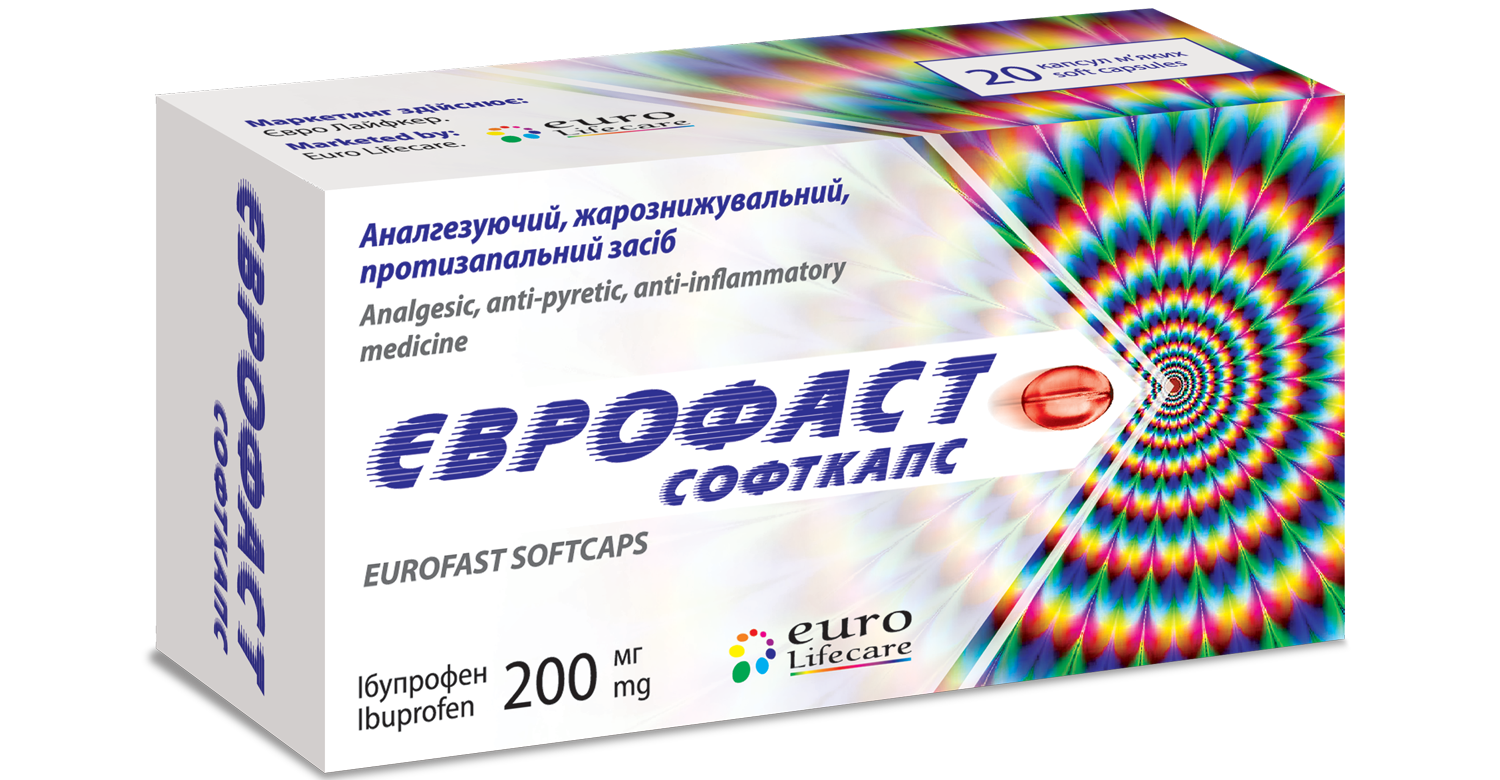 Маркетинг здійснює:
Євро Лайфкер.
Marketed by:
Euro Lifecare.
euro
Lifecare
20 капсул м'яких
soft capsules
Аналгезуючий, жарознижувальний,
протизапальний засіб
Analgesic, anti-pyretic, anti-inflammatory
medicine
ЄВРОФАСТ
СОФТКАПС
EUROFAST SOFTCAPS
Ібупрофен 200 мг
Ibuprofen mg
euro
Lifecare
ЄВРОФАСТ
СОФТКАПС